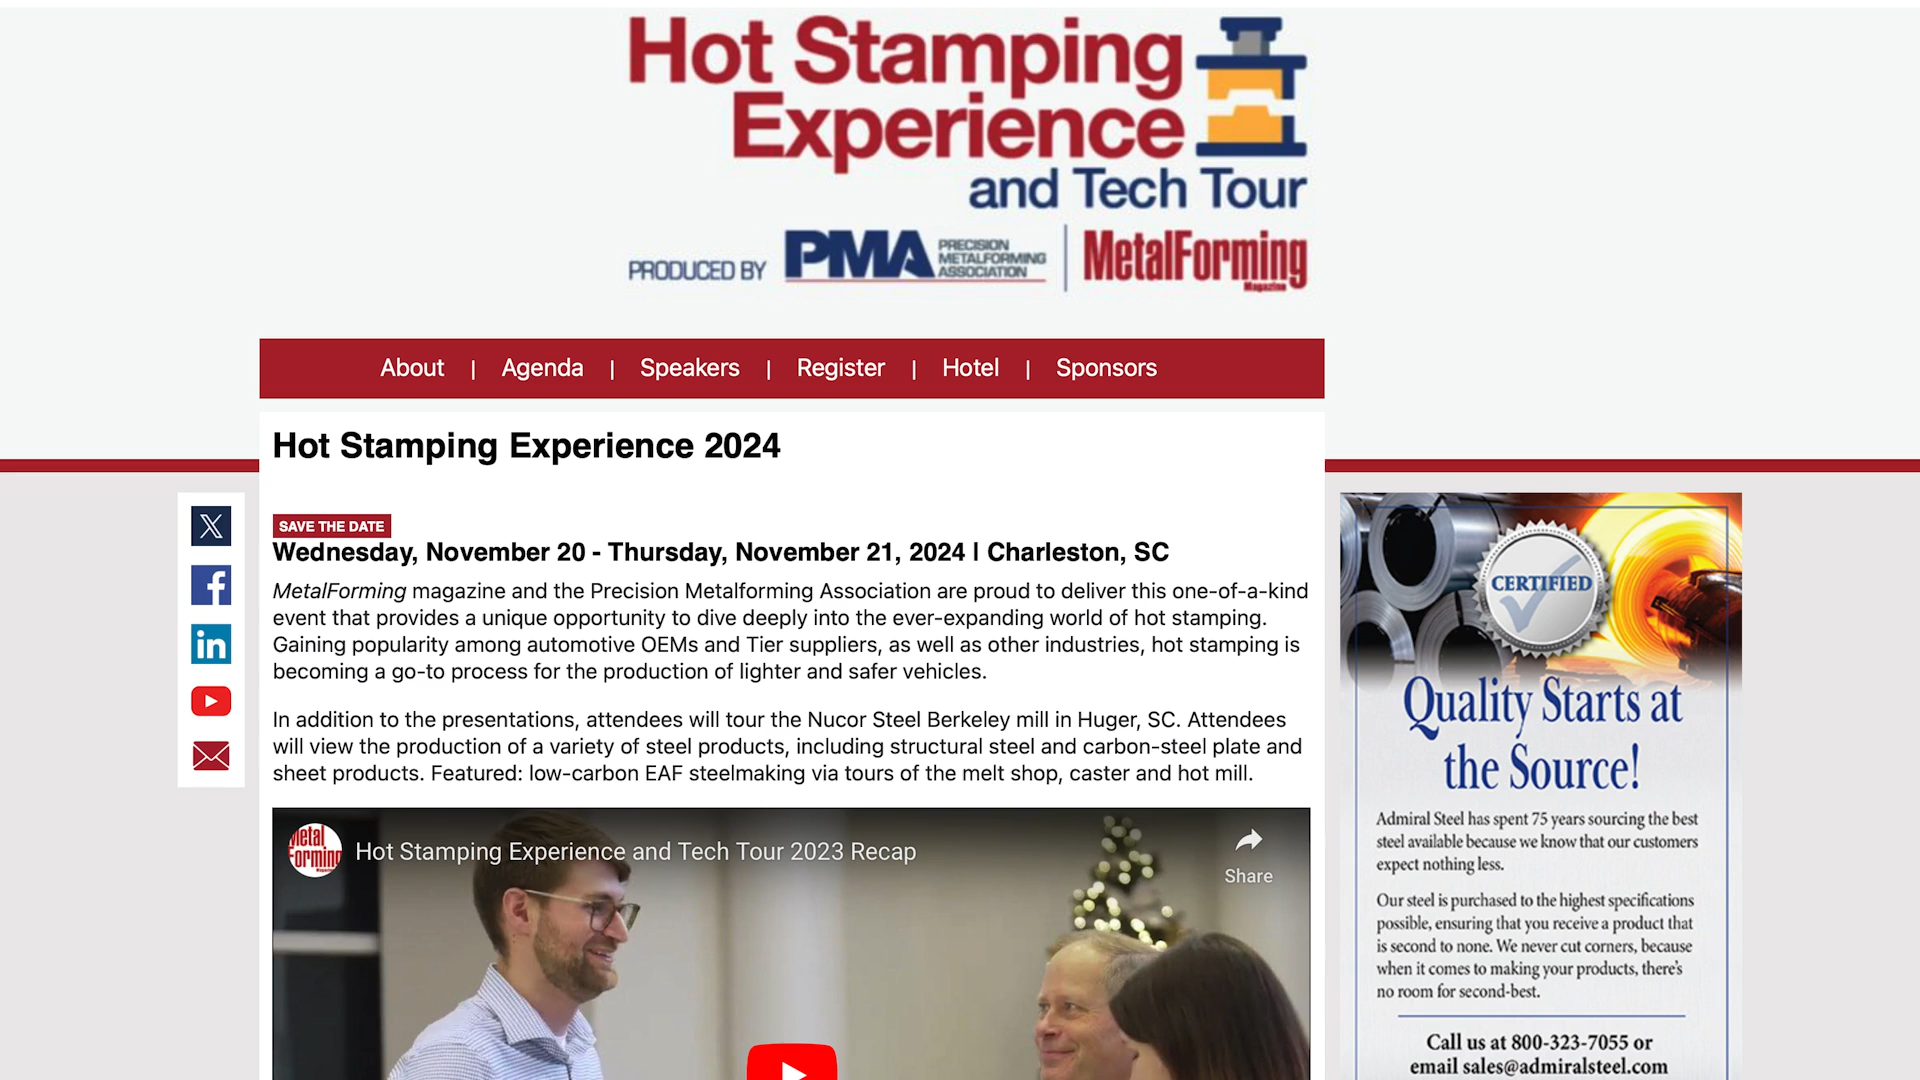 Hot Stamping
Experience
and Tech Tour
PRODUCED BY PMA PRECISION METALFORMING ASSOCIATION | MetalForming Magazine
About | Agenda | Speakers | Register | Hotel | Sponsors
Hot Stamping Experience 2024
SAVE THE DATE
Wednesday, November 20 - Thursday, November 21, 2024 | Charleston, SC
MetalForming magazine and the Precision Metalforming Association are proud to deliver this one-of-a-kind
event that provides a unique opportunity to dive deeply into the ever-expanding world of hot stamping.
Gaining popularity among automotive OEMs and Tier suppliers, as well as other industries, hot stamping is
becoming a go-to process for the production of lighter and safer vehicles.
In addition to the presentations, attendees will tour the Nucor Steel Berkeley mill in Huger, SC. Attendees
will view the production of a variety of steel products, including structural steel and carbon-steel plate and
sheet products. Featured: low-carbon EAF steelmaking via tours of the melt shop, caster and hot mill.
Metal
Forming
Magazine
Hot Stamping Experience and Tech Tour 2023 Recap
Share
X
f
in
CERTIFIED
Quality Starts at
the Source!
Admiral Steel has spent 75 years sourcing the best
steel available because we know that our customers
expect nothing less.
Our steel is purchased to the highest specifications
possible, ensuring that you receive a product that
is second to none. We never cut corners, because
when it comes to making your products, there's
no room for second-best.
Call us at 800-323-7055 or
email sales@admiralsteel.com